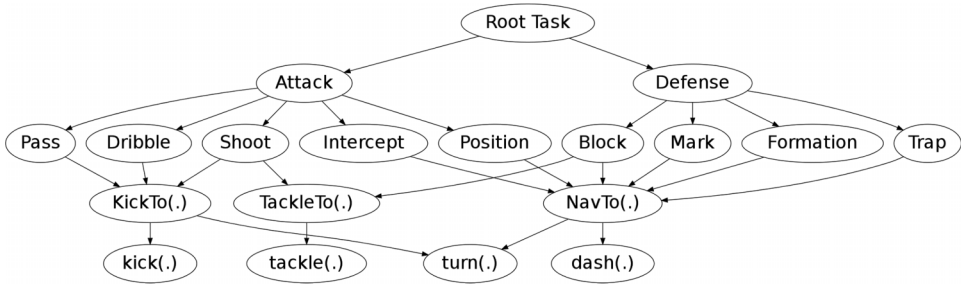 Root Task
Attack
Defense
Pass
Dribble
Shoot
Intercept
Position
Block
Mark
Formation
Trap
KickTo(.)
TackleTo(.)
NavTo(.)
kick(.)
tackle(.)
turn(.)
dash(.)